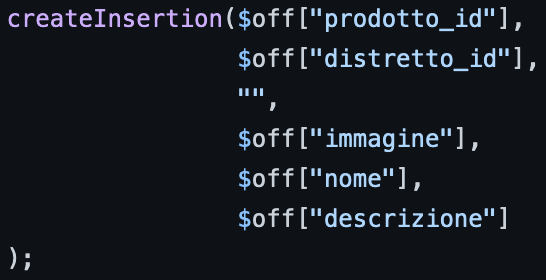 createInsertion($off["prodotto_id"],
$off["distretto_id"],
"",
$off["immagine"],
$off["nome"],
$off["descrizione"]
);